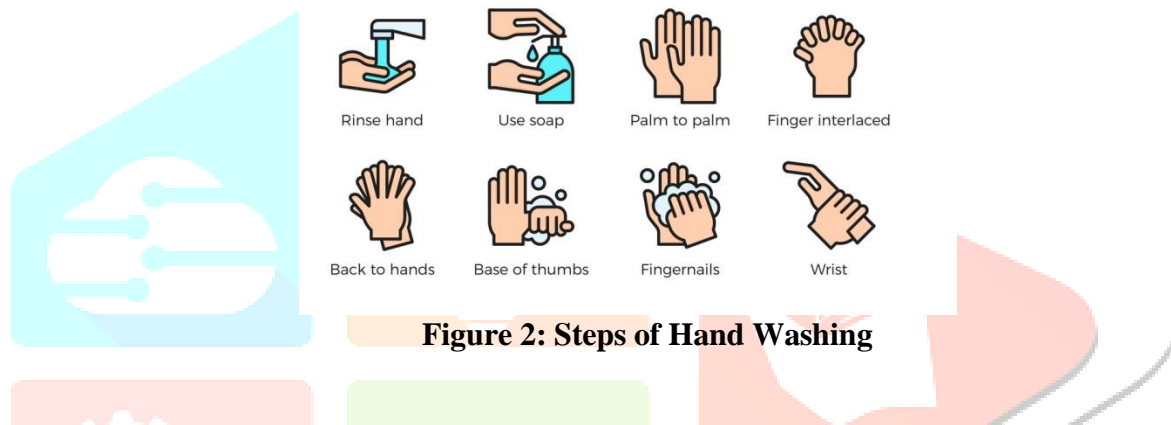 Rinse hand Use soap Palm to palm Finger interlaced
Back to hands Base of thumbs Fingernails Wrist
Figure 2: Steps of Hand Washing